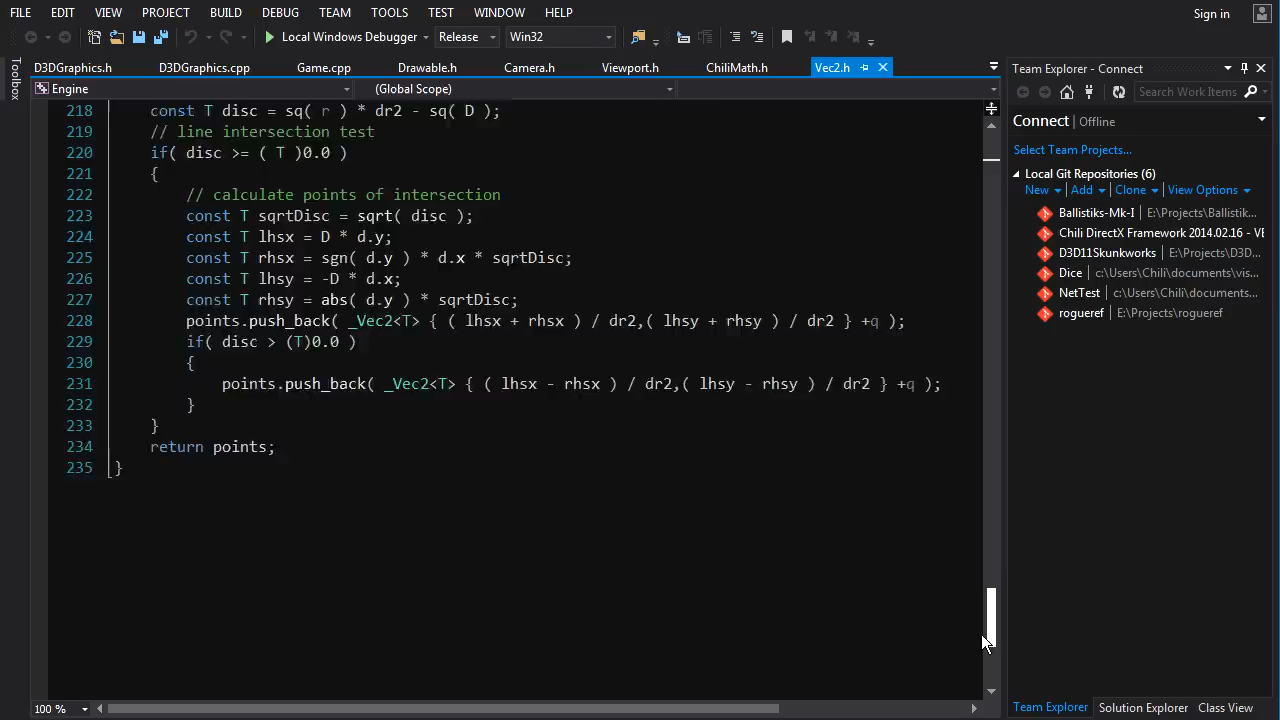 FILE EDIT VIEW PROJECT BUILD DEBUG TEAM TOOLS TEST WINDOW HELP Sign in
Local Windows Debugger Release Win32
Toolbox
D3DGraphics.h D3DGraphics.cpp Game.cpp Drawable.h Camera.h Viewport.h ChiliMath.h Vec2.h
Engine (Global Scope)
218 const T disc = sq( r ) * dr2 - sq( D );
219 // line intersection test
220 if( disc >= ( T )0.0 )
221 {
222 // calculate points of intersection
223 const T sqrtDisc = sqrt( disc );
224 const T lhsx = D * d.y;
225 const T rhsx = sgn( d.y ) * d.x * sqrtDisc;
226 const T lhsy = -D * d.x;
227 const T rhsy = abs( d.y ) * sqrtDisc;
228 points.push_back( _Vec2<T> { ( lhsx + rhsx ) / dr2,( lhsy + rhsy ) / dr2 } +q );
229 if( disc > (T)0.0 )
230 {
231 points.push_back( _Vec2<T> { ( lhsx - rhsx ) / dr2,( lhsy - rhsy ) / dr2 } +q );
232 }
233 }
234 return points;
235 }
100 %
Team Explorer - Connect
Search Work Items
Connect | Offline
Select Team Projects...
Local Git Repositories (6)
New Add Clone View Options
Ballistiks-Mk-I | E:\Projects\Ballistik...
Chili DirectX Framework 2014.02.16 - VE
D3D11Skunkworks | E:\Projects\D3D...
Dice | c:\Users\Chili\documents\vis...
NetTest | c:\Users\Chili\documents...
rogueref | E:\Projects\rogueref
Team Explorer Solution Explorer Class View